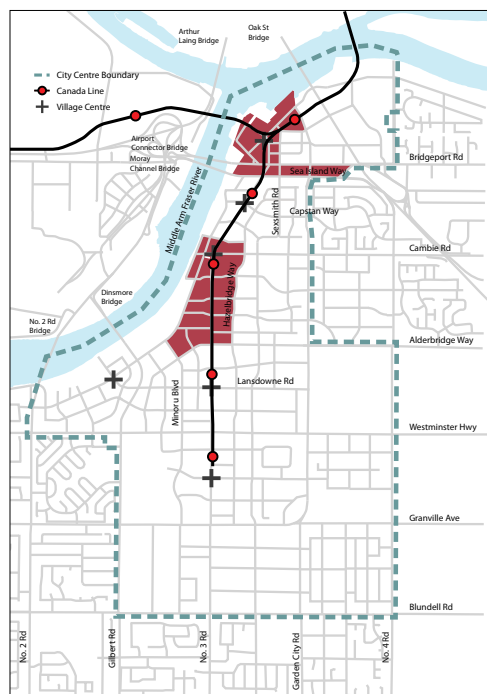 Arthur
Laing Bridge
Oak St
Bridge
City Centre Boundary
Canada Line
Village Centre
Airport
Connector Bridge
Moray
Channel Bridge
Bridgeport Rd
Sea Island Way
Sexsmith Rd
Capstan Way
Middle Arm Fraser River
Cambie Rd
Hazelbridge Way
Dinsmore
Bridge
No. 2 Rd
Bridge
Alderbridge Way
Minoru Blvd
Lansdowne Rd
Westminster Hwy
Granville Ave
Blundell Rd
No. 2 Rd
Gilbert Rd
No. 3 Rd
Garden City Rd
No. 4 Rd